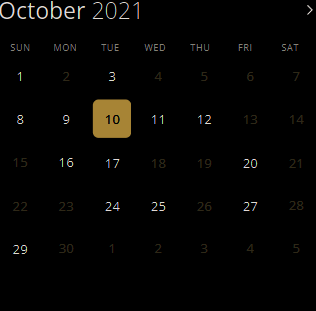 October 2021 >
SUN MON TUE WED THU FRI SAT
1 2 3 4 5 6 7
8 9 10 11 12 13 14
15 16 17 18 19 20 21
22 23 24 25 26 27 28
29 30 1 2 3 4 5